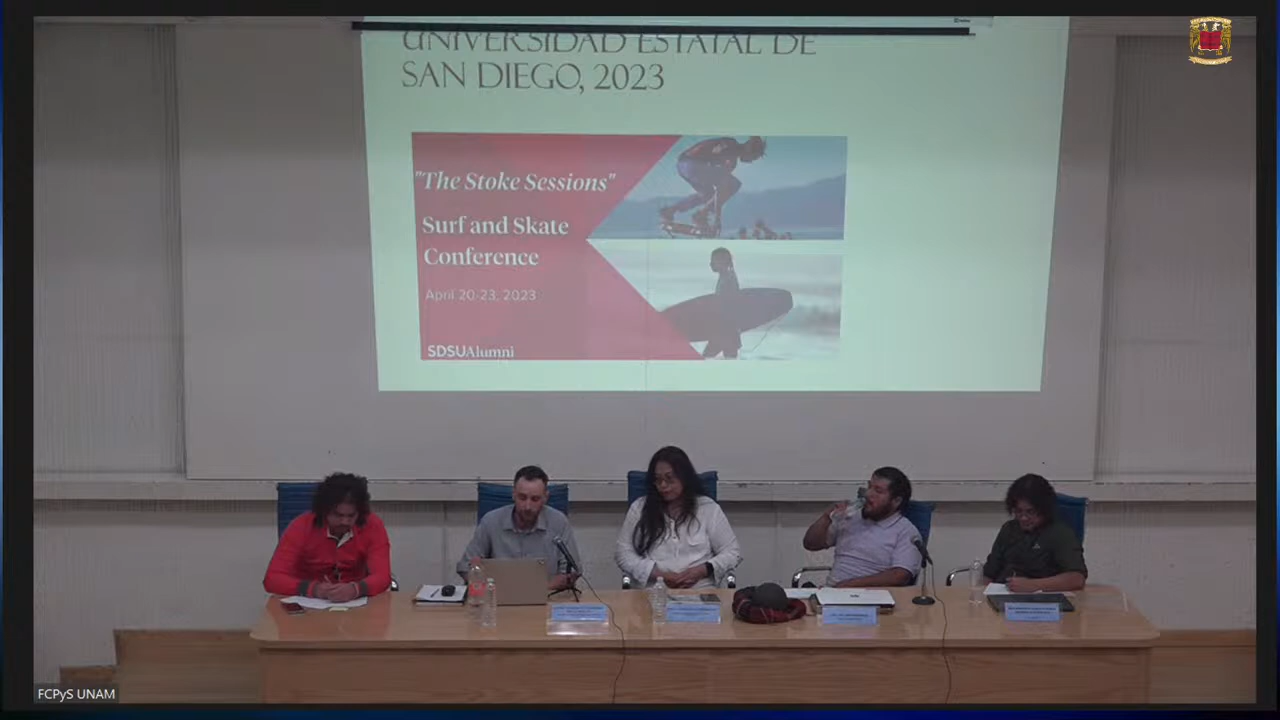 UNIVERSIDAD ESTATAL DE
SAN DIEGO, 2023
"The Stoke Sessions"
Surf and Skate
Conference
April 20-23, 2023
SDSUAlumni
FCPyS UNAM